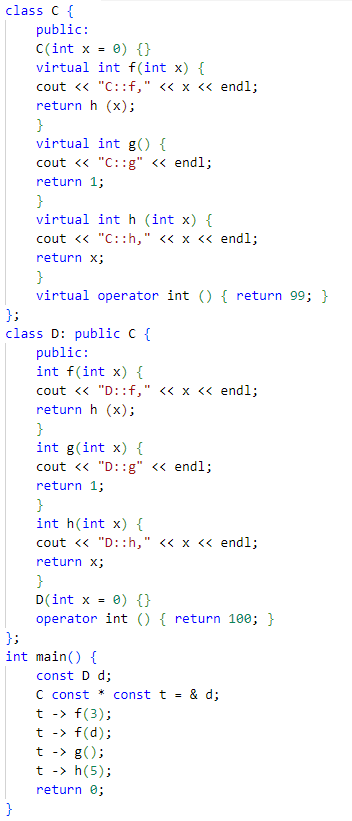 class C {
public:
C(int x = 0) {}
virtual int f(int x) {
cout << "C::f," << x << endl;
return h (x);
}
virtual int g() {
cout << "C::g" << endl;
return 1;
}
virtual int h (int x) {
cout << "C::h," << x << endl;
return x;
}
virtual operator int () { return 99; }
};
class D: public C {
public:
int f(int x) {
cout << "D::f," << x << endl;
return h (x);
}
int g(int x) {
cout << "D::g" << endl;
return 1;
}
int h(int x) {
cout << "D::h," << x << endl;
return x;
}
D(int x = 0) {}
operator int () { return 100; }
};
int main() {
const D d;
C const * const t = & d;
t -> f(3);
t -> f(d);
t -> g();
t -> h(5);
return 0;
}